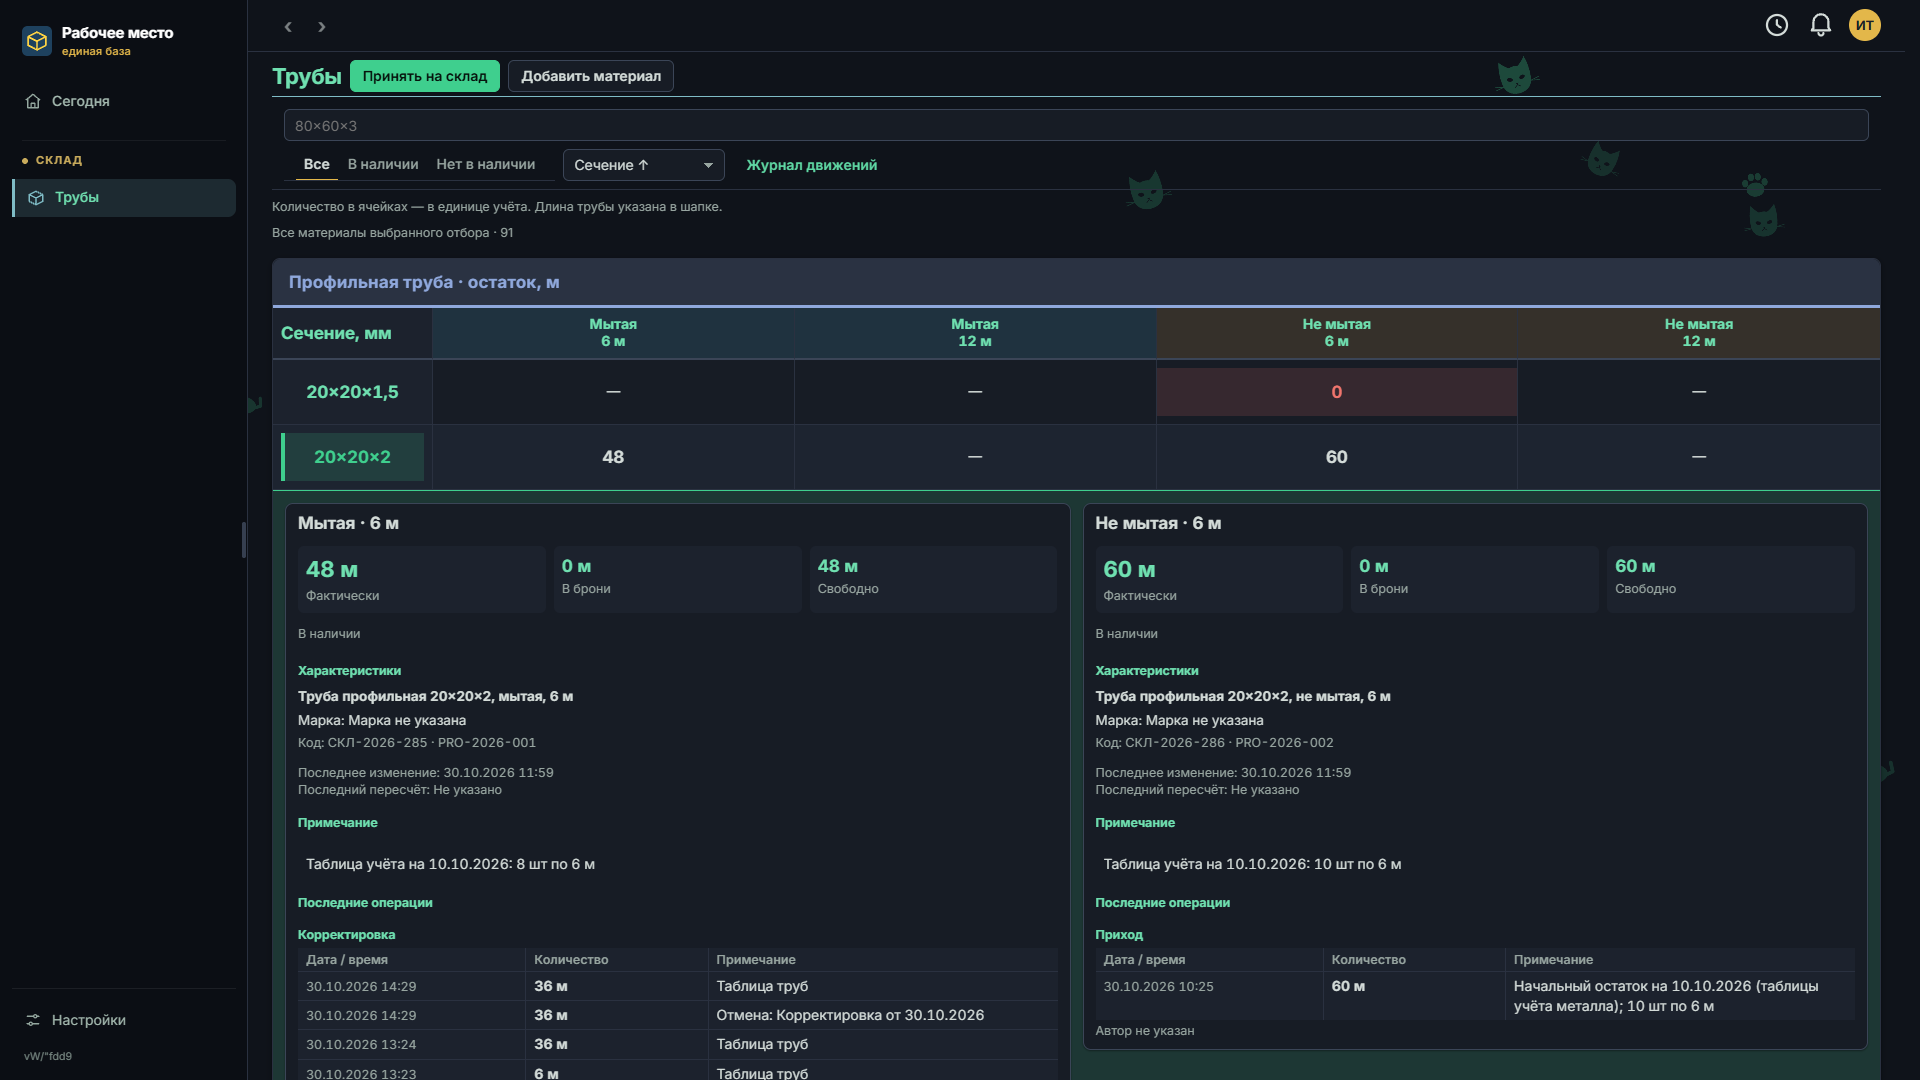 Рабочее место
единая база
Сегодня
СКЛАД
Трубы
Настройки
vW/"fdd9
ИТ
Трубы
Принять на склад
Добавить материал
80×60×3
Все
В наличии
Нет в наличии
Сечение ↑
Журнал движений
Количество в ячейках — в единице учёта. Длина трубы указана в шапке.
Все материалы выбранного отбора · 91
Профильная труба · остаток, м
Сечение, мм
Мытая
6 м
Мытая
12 м
Не мытая
6 м
Не мытая
12 м
20×20×1,5
—
—
0
—
20×20×2
48
—
60
—
Мытая · 6 м
48 м
Фактически
0 м
В брони
48 м
Свободно
В наличии
Характеристики
Труба профильная 20×20×2, мытая, 6 м
Марка: Марка не указана
Код: СКЛ-2026-285 · PRO-2026-001
Последнее изменение: 30.10.2026 11:59
Последний пересчёт: Не указано
Примечание
Таблица учёта на 10.10.2026: 8 шт по 6 м
Последние операции
Корректировка
Дата / время
Количество
Примечание
30.10.2026 14:29
36 м
Таблица труб
30.10.2026 14:29
36 м
Отмена: Корректировка от 30.10.2026
30.10.2026 13:24
36 м
Таблица труб
30.10.2026 13:23
6 м
Таблица труб
Не мытая · 6 м
60 м
Фактически
0 м
В брони
60 м
Свободно
В наличии
Характеристики
Труба профильная 20×20×2, не мытая, 6 м
Марка: Марка не указана
Код: СКЛ-2026-286 · PRO-2026-002
Последнее изменение: 30.10.2026 11:59
Последний пересчёт: Не указано
Примечание
Таблица учёта на 10.10.2026: 10 шт по 6 м
Последние операции
Приход
Дата / время
Количество
Примечание
30.10.2026 10:25
60 м
Начальный остаток на 10.10.2026 (таблицы
учёта металла); 10 шт по 6 м
Автор не указан